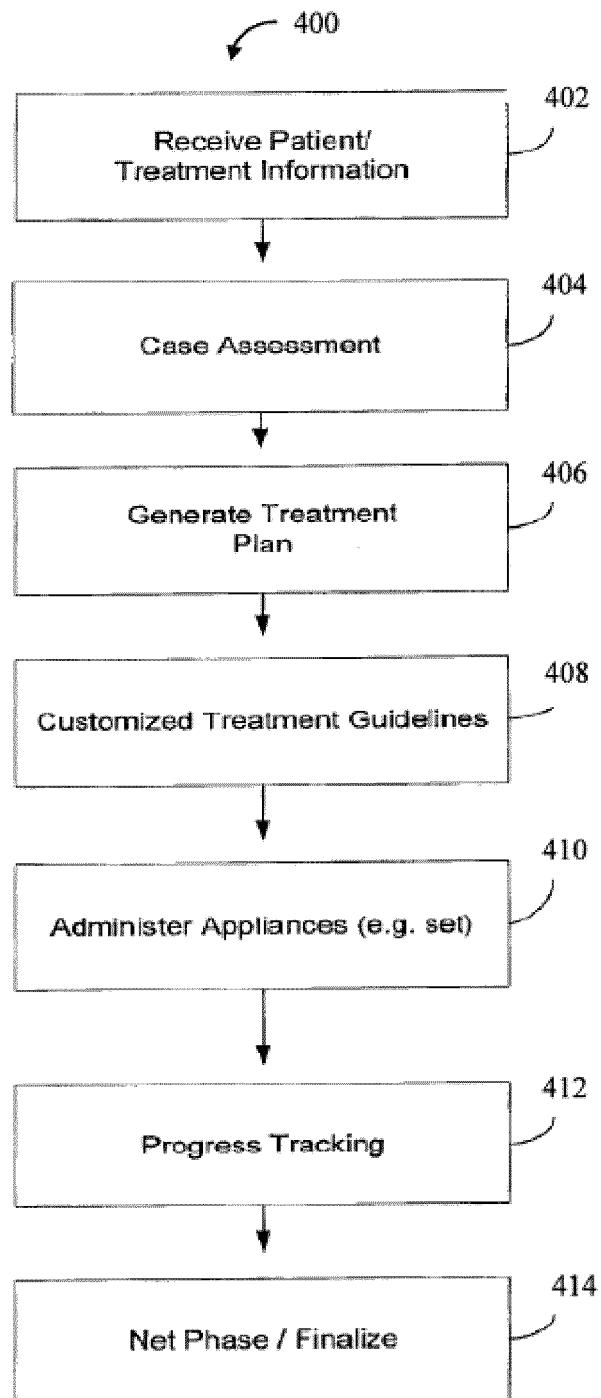 400
402
Receive Patient/
Treatment Information
404
Case Assessment
406
Generate Treatment
Plan
408
Customized Treatment Guidelines
410
Administer Appliances (e.g. set)
412
Progress Tracking
414
Net Phase / Finalize